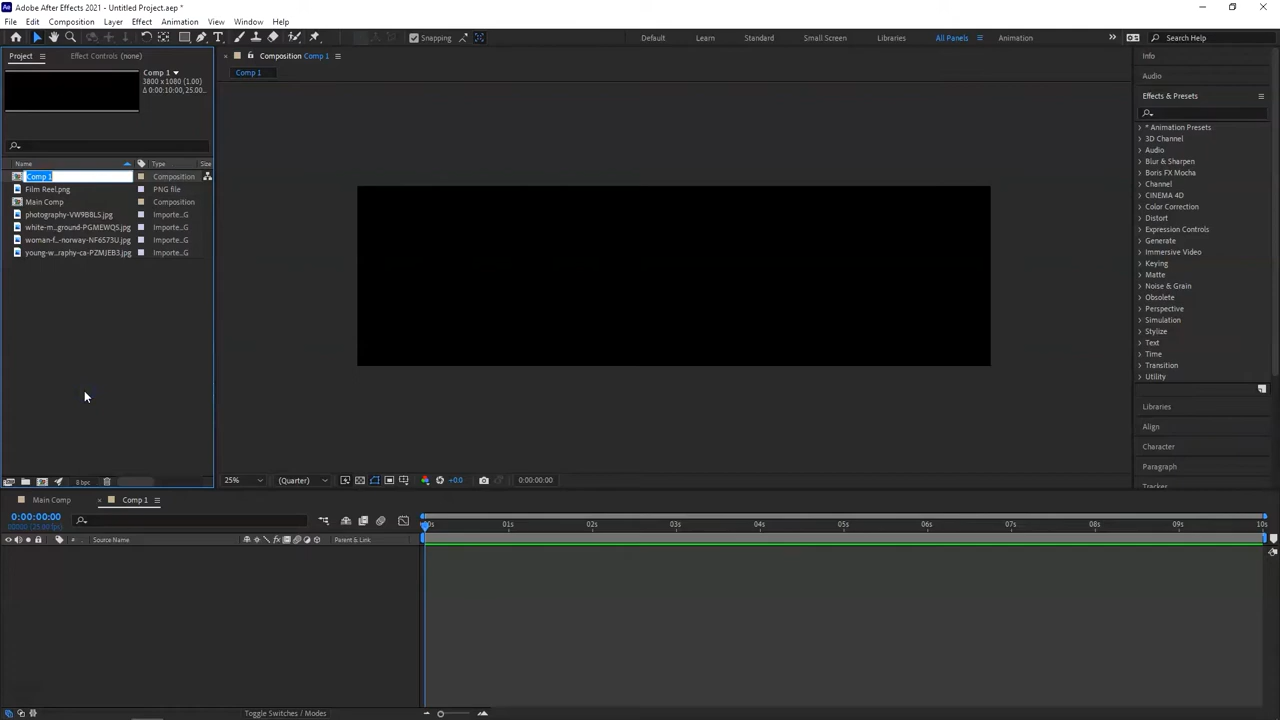 Adobe After Effects 2021 - Untitled Project.aep *
File Edit Composition Layer Effect Animation View Window Help
Snapping Default Learn Standard Small Screen Libraries All Panels Animation Search Help
Project Effect Controls (none)
Composition Comp 1
Info
Comp 1
3800 x 1080 (1.00)
Δ 0:00:10:00, 25.00...
Comp 1
Audio
Effects & Presets
* Animation Presets
3D Channel
Audio
Blur & Sharpen
Boris FX Mocha
Channel
CINEMA 4D
Color Correction
Distort
Expression Controls
Generate
Immersive Video
Keying
Matte
Noise & Grain
Obsolete
Perspective
Simulation
Stylize
Text
Time
Transition
Utility
Libraries
Align
Character
Paragraph
Tracker
Name Type Size
Comp 1 Composition
Film Reel.png PNG file
Main Comp Composition
photography-VW9B8LS.jpg Importe...G
white-m...ground-PGMEWQS.jpg Importe...G
woman-f...-norway-NF6573U.jpg Importe...G
young-w...raphy-ca-PZMJEB3.jpg Importe...G
8 bpc
25% (Quarter) +0.0 0:00:00:00
Main Comp Comp 1
0:00:00:00
00000 (25.00 fps)
00s 01s 02s 03s 04s 05s 06s 07s 08s 09s 10s
# Source Name Parent & Link
Toggle Switches / Modes